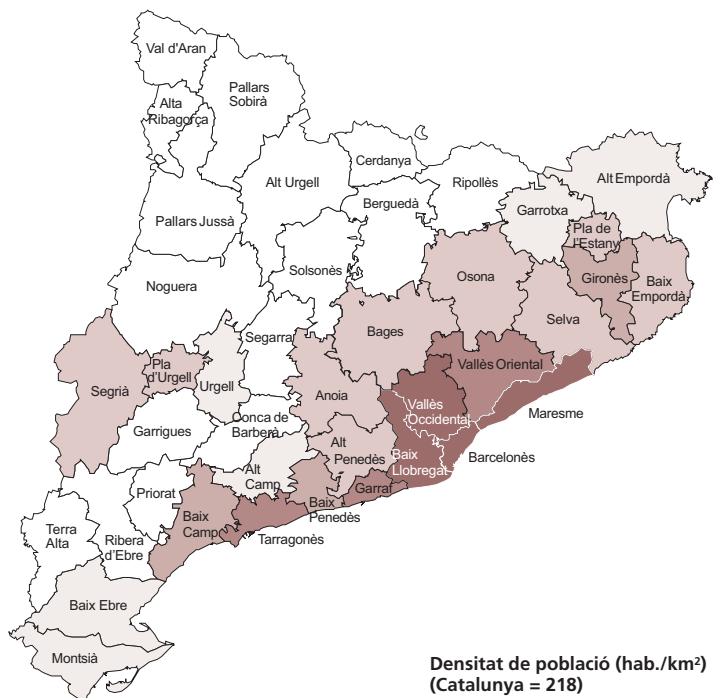 Val d'Aran
Pallars
Sobirà
Alta
Ribagorça
Cerdanya
Alt Urgell
Ripollès
Alt Empordà
Berguedà
Garrotxa
Pallars Jussà
Pla de
l'Estany
Solsonès
Osona
Gironès
Noguera
Baix
Empordà
Selva
Segarra
Bages
Vallès Oriental
Pla
d'Urgell
Urgell
Segrià
Anoia
Vallès
Occidental
Maresme
Conca de
Barberà
Garrigues
Alt
Penedès
Baix
Llobregat
Barcelonès
Alt
Camp
Garraf
Priorat
Baix
Penedès
Baix
Camp
Terra
Alta
Ribera
d'Ebre
Tarragonès
Baix Ebre
Montsià
Densitat de població (hab./km²)
(Catalunya = 218)